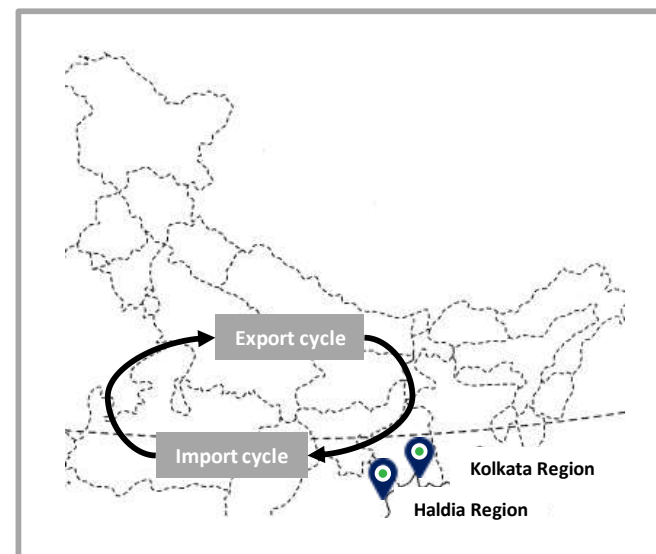 Export cycle
Import cycle
Kolkata Region
Haldia Region